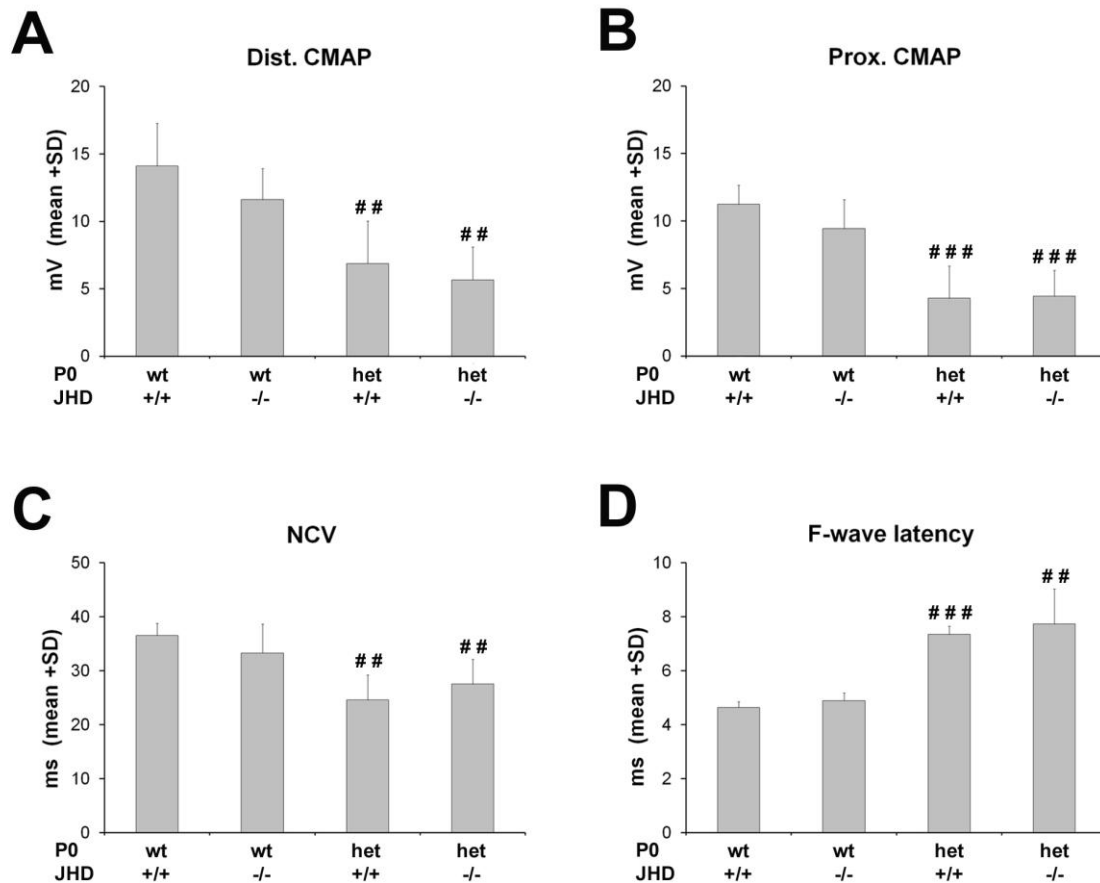 A
Dist. CMAP
20
15
10
5
0
mV (mean +SD)
# #
# #
P0 wt wt het het
JHD +/+ -/- +/+ -/-
B
Prox. CMAP
20
15
10
5
0
mV (mean +SD)
# # #
# # #
P0 wt wt het het
JHD +/+ -/- +/+ -/-
C
NCV
50
40
30
20
10
0
ms (mean +SD)
# #
# #
P0 wt wt het het
JHD +/+ -/- +/+ -/-
D
F-wave latency
10
8
6
4
2
0
ms (mean +SD)
# # #
# #
P0 wt wt het het
JHD +/+ -/- +/+ -/-